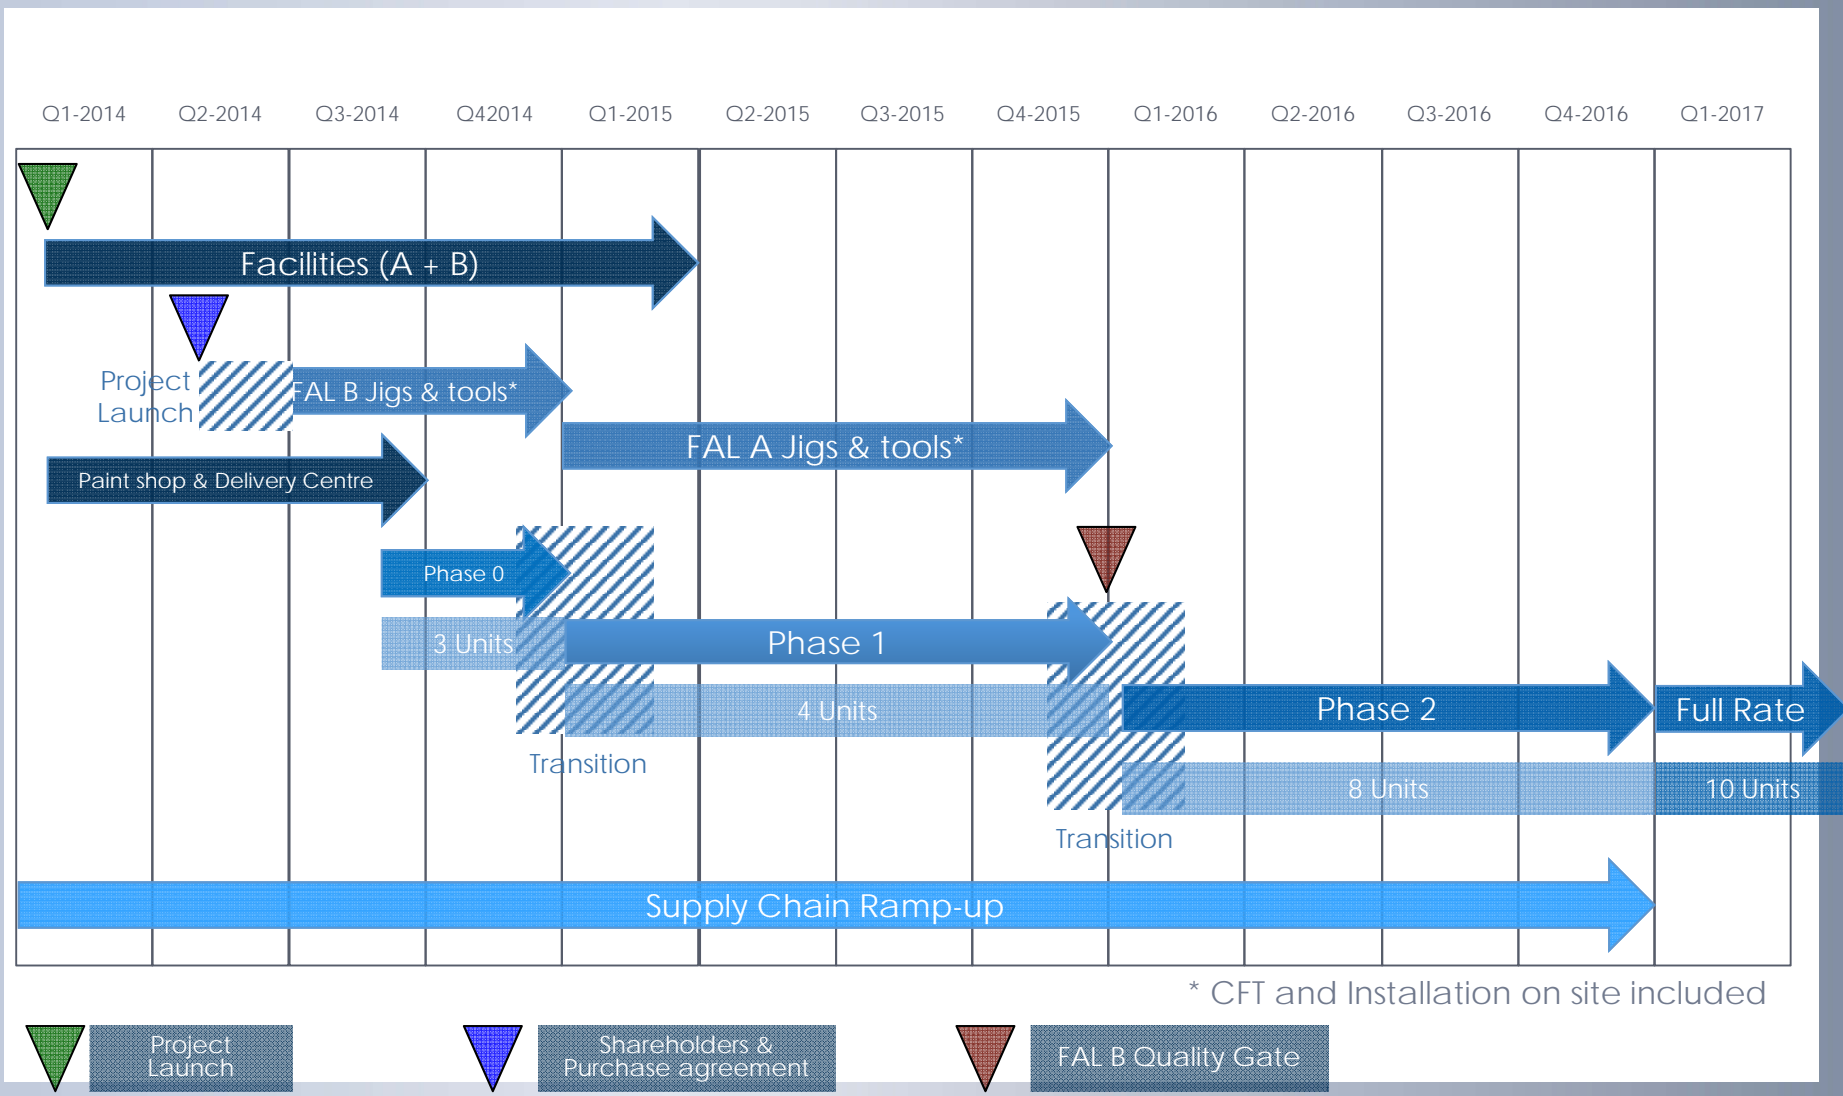 Q1-2014 Q2-2014 Q3-2014 Q42014 Q1-2015 Q2-2015 Q3-2015 Q4-2015 Q1-2016 Q2-2016 Q3-2016 Q4-2016 Q1-2017
Facilities (A + B)
Project
Launch
FAL B Jigs & tools*
FAL A Jigs & tools*
Paint shop & Delivery Centre
Phase 0
3 Units
Phase 1
4 Units
Phase 2
Full Rate
Transition
8 Units
10 Units
Transition
Supply Chain Ramp-up
* CFT and Installation on site included
Project
Launch
Shareholders &
Purchase agreement
FAL B Quality Gate